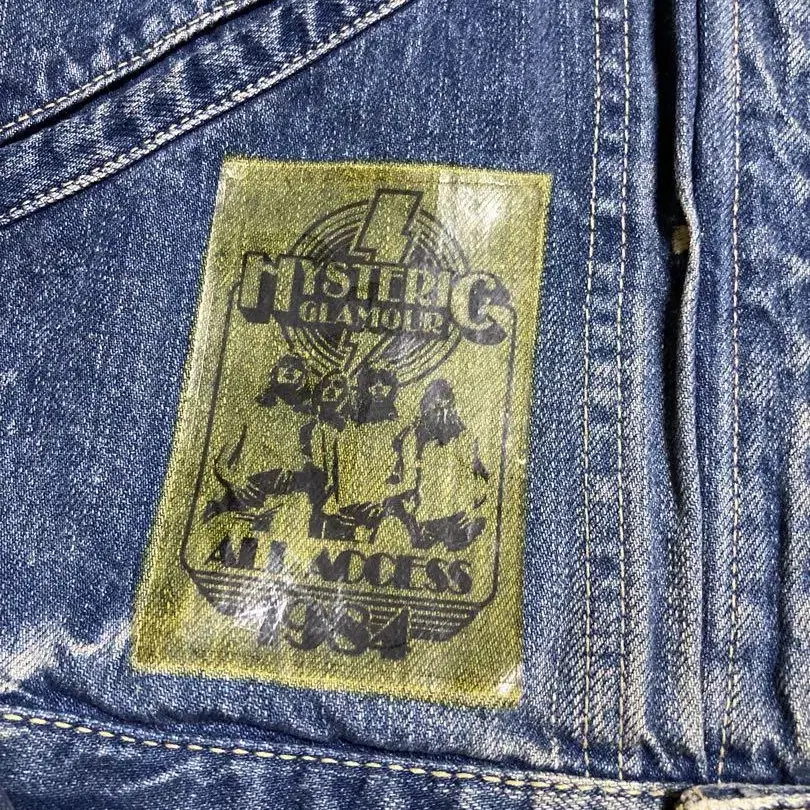 HYSTERIC
GLAMOUR
ALL ACCESS
1984